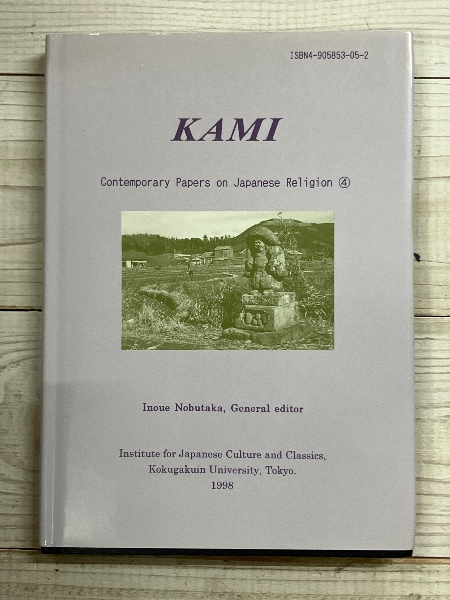 ISBN4-905853-05-2
KAMI
Contemporary Papers on Japanese Religion ④
Inoue Nobutaka, General editor
Institute for Japanese Culture and Classics,
Kokugakuin University, Tokyo.
1998